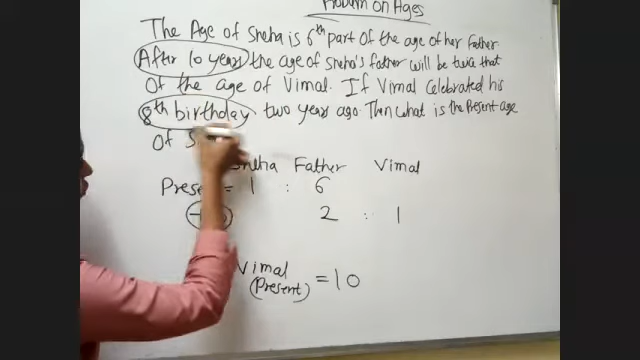 Problem on Ages
The Age of Sneha is 6th part of the age of her Father
After 10 years the age of Sneha's father will be twice that
of the age of Vimal. If Vimal Celebrated his
8th birthday two years ago. Then what is the Present age
of S
Sneha Father Vimal
Present = 1 : 6
2 : 1
Vimal
(Present) = 10